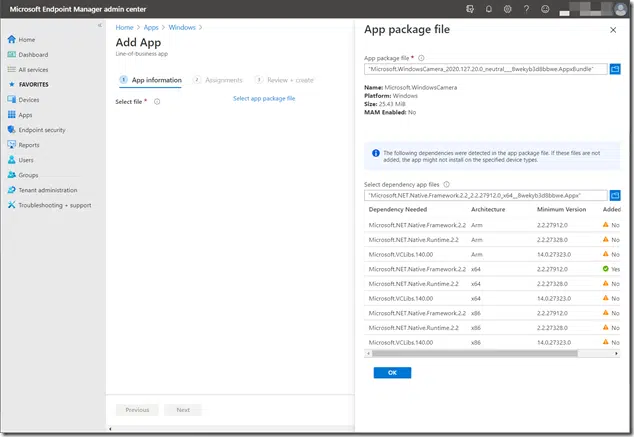 Microsoft Endpoint Manager admin center
Home
Dashboard
All services
FAVORITES
Devices
Apps
Endpoint security
Reports
Users
Groups
Tenant administration
Troubleshooting + support
Home > Apps > Windows >
Add App
Line-of-business app
1 App information 2 Assignments 3 Review + create
Select file * Select app package file
Previous Next
App package file
App package file *
"Microsoft.WindowsCamera_2020.127.20.0_neutral___8wekyb3d8bbwe.AppxBundle"
Name: Microsoft.WindowsCamera
Platform: Windows
Size: 25.43 MiB
MAM Enabled: No
The following dependencies were detected in the app package file. If these files are not
added, the app might not install on the specified device types.
Select dependency app files
"Microsoft.NET.Native.Framework.2.2_2.2.27912.0_x64__8wekyb3d8bbwe.Appx"
Dependency Needed Architecture Minimum Version Added
Microsoft.NET.Native.Framework.2.2 Arm 2.2.27912.0 No
Microsoft.NET.Native.Runtime.2.2 Arm 2.2.27328.0 No
Microsoft.VCLibs.140.00 Arm 14.0.27323.0 No
Microsoft.NET.Native.Framework.2.2 x64 2.2.27912.0 Yes
Microsoft.NET.Native.Runtime.2.2 x64 2.2.27328.0 No
Microsoft.VCLibs.140.00 x64 14.0.27323.0 No
Microsoft.NET.Native.Framework.2.2 x86 2.2.27912.0 No
Microsoft.NET.Native.Runtime.2.2 x86 2.2.27328.0 No
Microsoft.VCLibs.140.00 x86 14.0.27323.0 No
OK